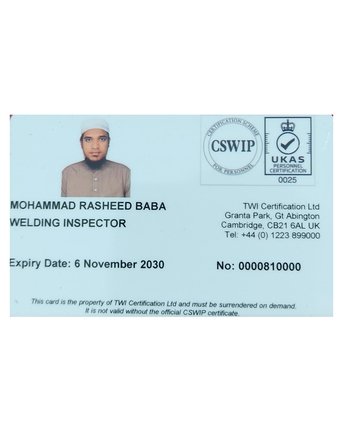 CERTIFICATION SCHEME
CSWIP
FOR PERSONNEL
UKAS
PERSONNEL
CERTIFICATION
0025
MOHAMMAD RASHEED BABA
WELDING INSPECTOR
TWI Certification Ltd
Granta Park, Gt Abington
Cambridge, CB21 6AL UK
Tel: +44 (0) 1223 899000
Expiry Date: 6 November 2030
No: 0000810000
This card is the property of TWI Certification Ltd and must be surrendered on demand.
It is not valid without the official CSWIP certificate.